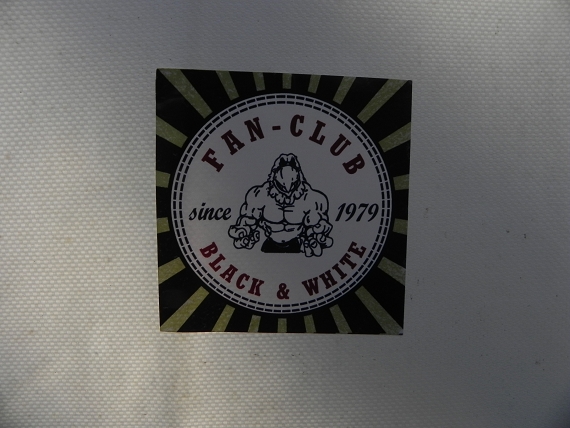 FAN-CLUB
since 1979
BLACK & WHITE